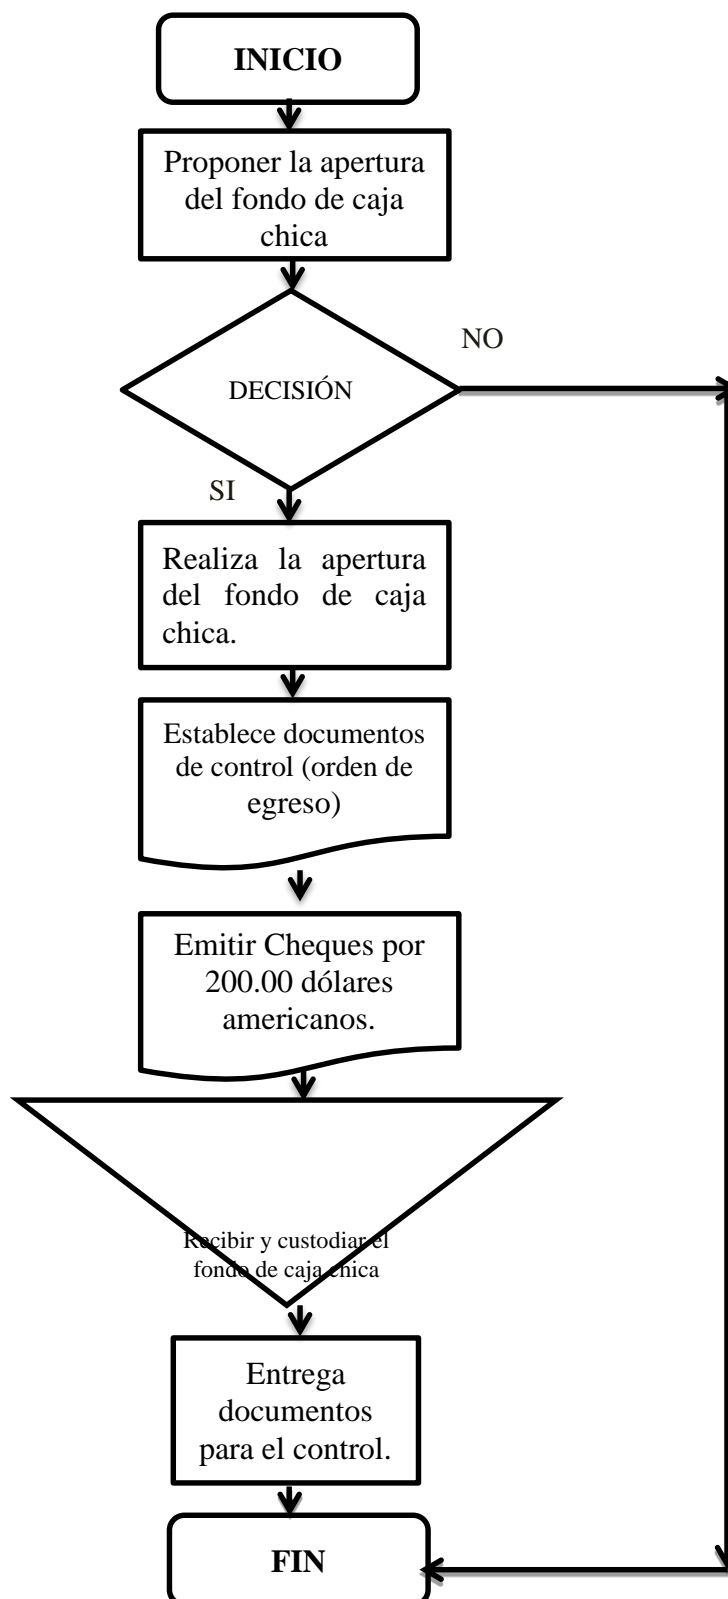 INICIO
Proponer la apertura
del fondo de caja
chica
NO
DECISIÓN
SI
Realiza la apertura
del fondo de caja
chica.
Establece documentos
de control (orden de
egreso)
Emitir Cheques por
200.00 dólares
americanos.
Recibir y custodiar el
fondo de caja chica
Entrega
documentos
para el control.
FIN